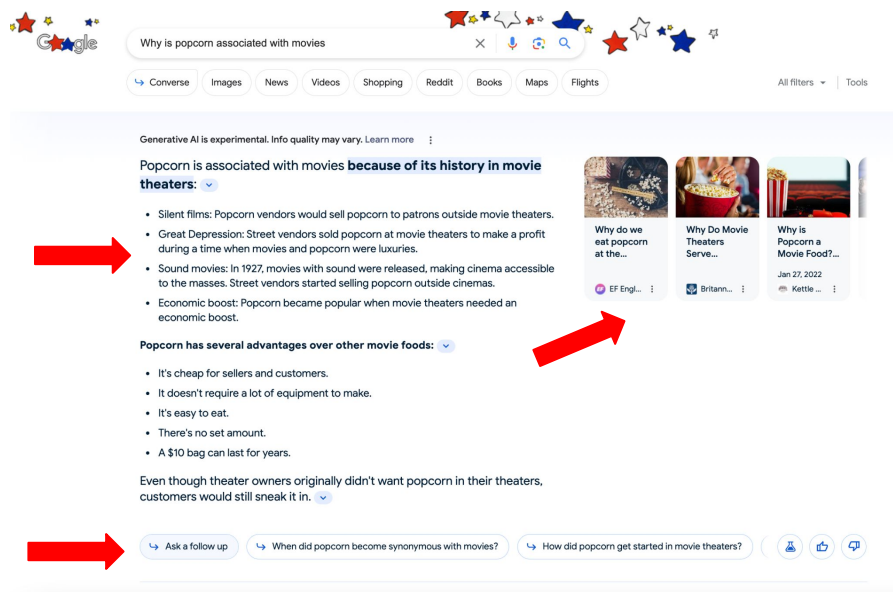 Google
Why is popcorn associated with movies
Converse Images News Videos Shopping Reddit Books Maps Flights All filters Tools
Generative AI is experimental. Info quality may vary. Learn more
Popcorn is associated with movies because of its history in movie
theaters:
• Silent films: Popcorn vendors would sell popcorn to patrons outside movie theaters.
• Great Depression: Street vendors sold popcorn at movie theaters to make a profit
during a time when movies and popcorn were luxuries.
• Sound movies: In 1927, movies with sound were released, making cinema accessible
to the masses. Street vendors started selling popcorn outside cinemas.
• Economic boost: Popcorn became popular when movie theaters needed an
economic boost.
Popcorn has several advantages over other movie foods:
• It's cheap for sellers and customers.
• It doesn't require a lot of equipment to make.
• It's easy to eat.
• There's no set amount.
• A $10 bag can last for years.
Even though theater owners originally didn't want popcorn in their theaters,
customers would still sneak it in.
Why do we
eat popcorn
at the...
EF Engl...
Why Do Movie
Theaters
Serve...
Britann...
Why is
Popcorn a
Movie Food?...
Jan 27, 2022
Kettle ...
Ask a follow up When did popcorn become synonymous with movies? How did popcorn get started in movie theaters?